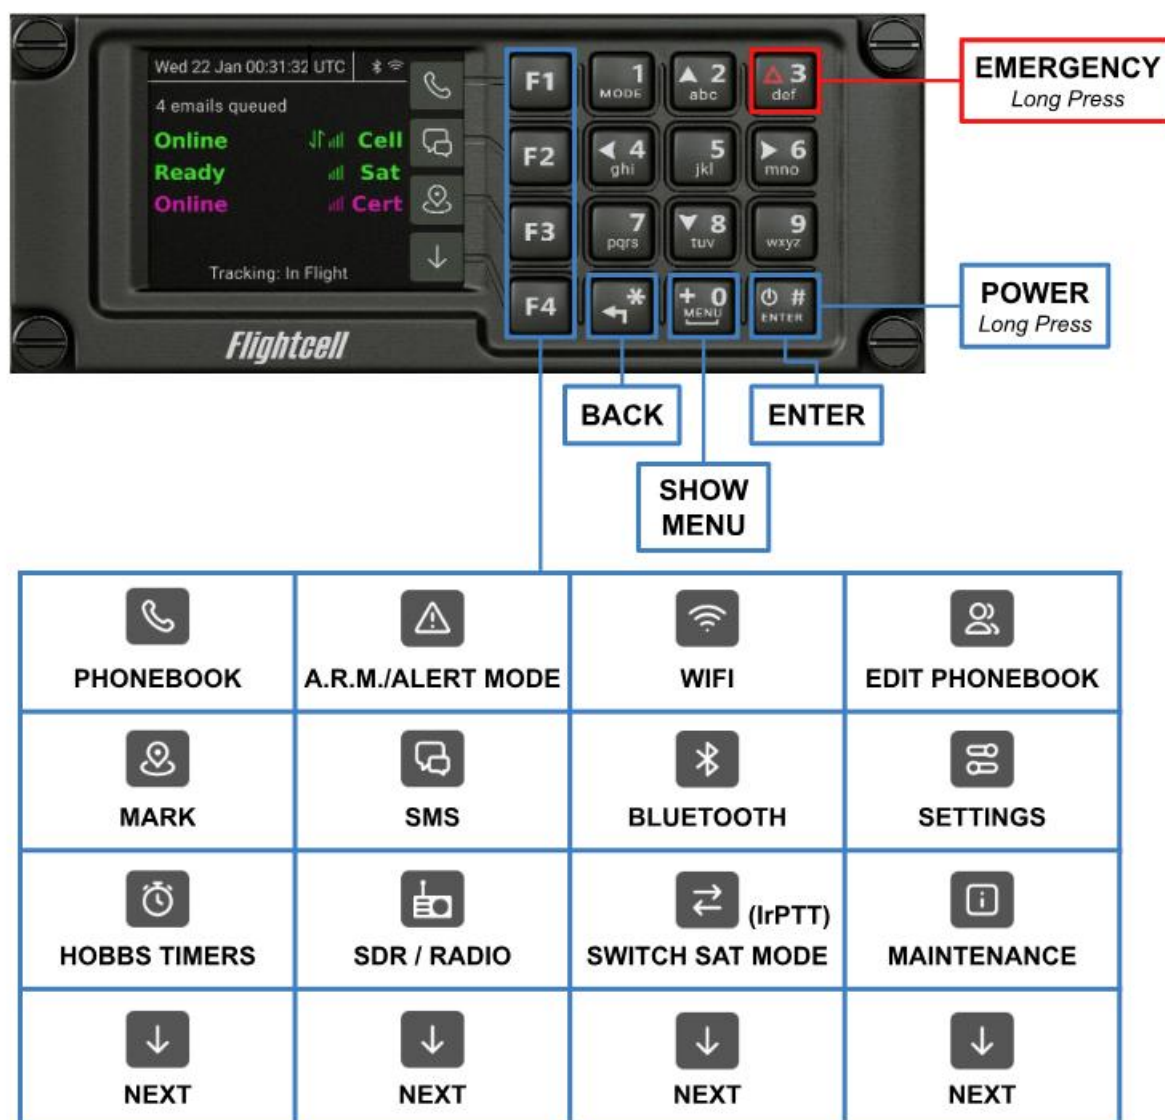 Wed 22 Jan 00:31:32 UTC
4 emails queued
Online Cell
Ready Sat
Online Cert
Tracking: In Flight
Flightcell
F1
1
MODE
2
abc
3
def
F2
4
ghi
5
jkl
6
mno
F3
7
pqrs
8
tuv
9
wxyz
F4
*
+ 0
MENU
#
ENTER
EMERGENCY
Long Press
POWER
Long Press
BACK
ENTER
SHOW
MENU
PHONEBOOK
A.R.M./ALERT MODE
WIFI
EDIT PHONEBOOK
MARK
SMS
BLUETOOTH
SETTINGS
HOBBS TIMERS
SDR / RADIO
(IrPTT)
SWITCH SAT MODE
MAINTENANCE
NEXT
NEXT
NEXT
NEXT